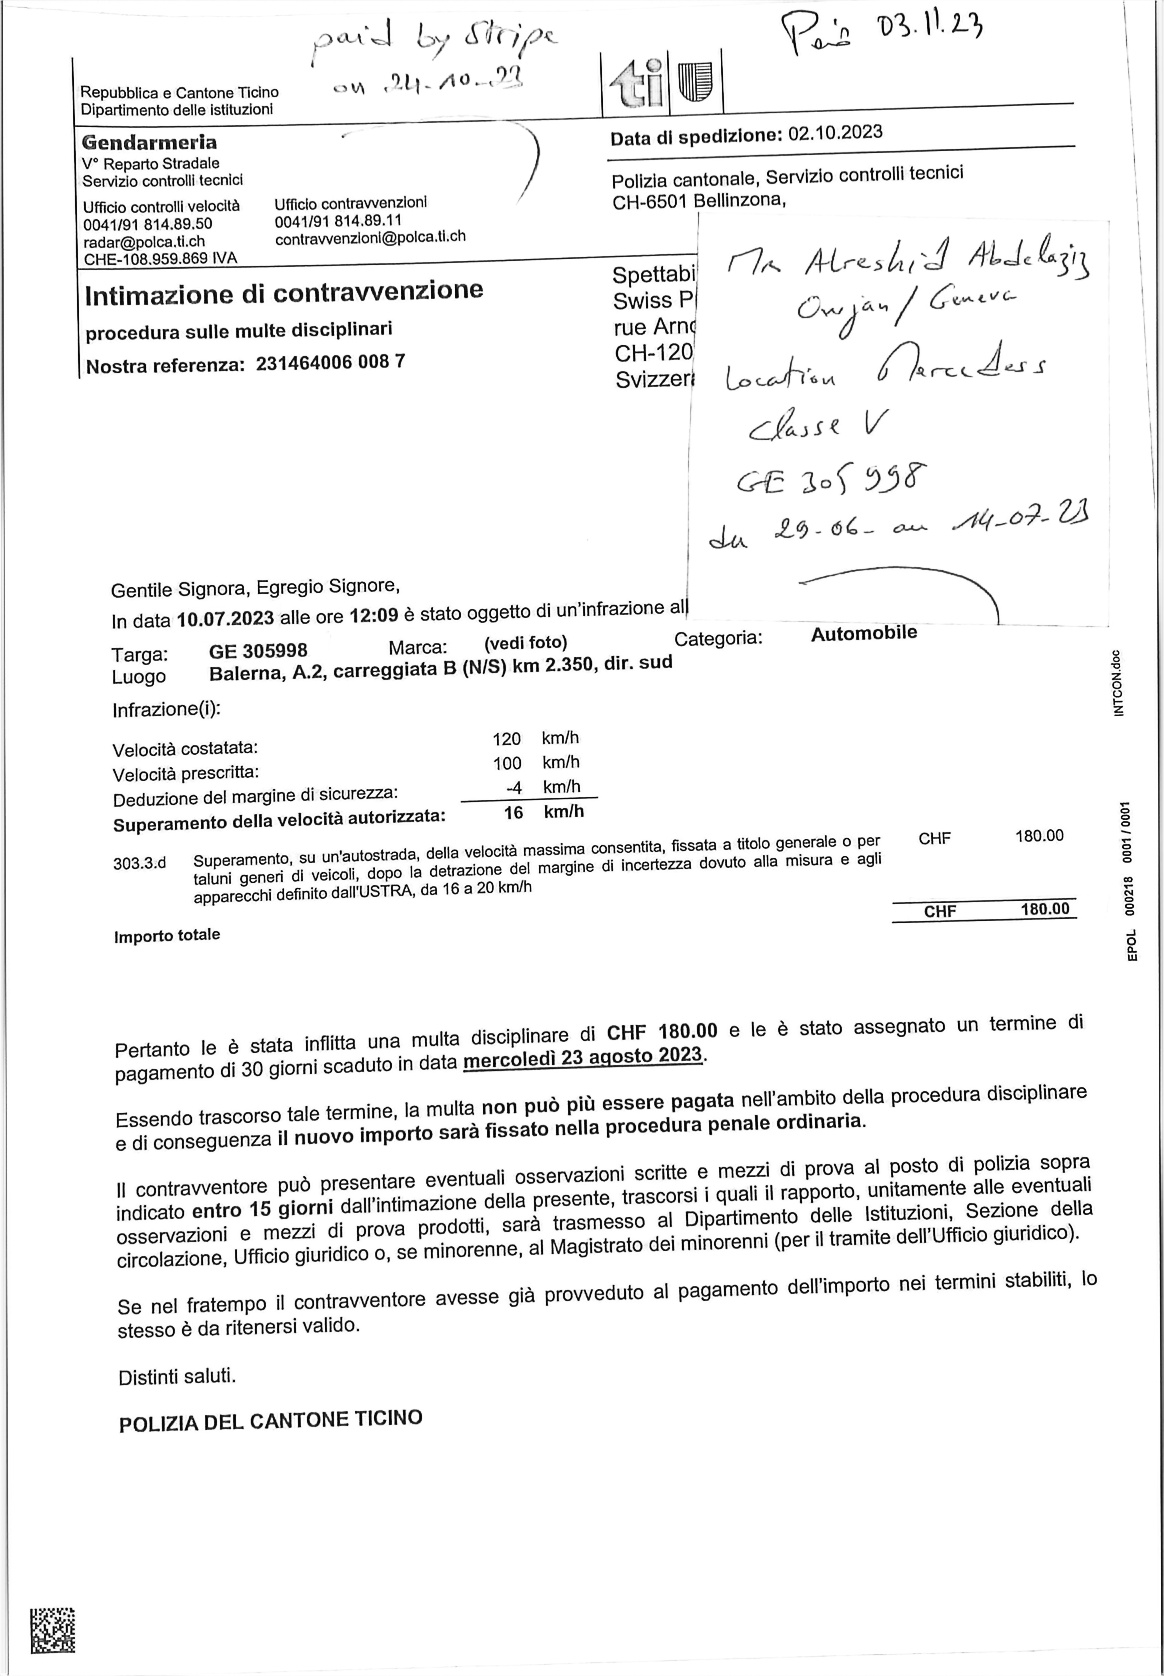 paid by Stripe
on 24-10-23
03.11.23
Repubblica e Cantone Ticino
Dipartimento delle istituzioni
ti
Gendarmeria
V° Reparto Stradale
Servizio controlli tecnici
Ufficio controlli velocità
0041/91 814.89.50
radar@polca.ti.ch
CHE-108.959.869 IVA
Ufficio contravvenzioni
0041/91 814.89.11
contravvenzioni@polca.ti.ch
Data di spedizione: 02.10.2023
Polizia cantonale, Servizio controlli tecnici
CH-6501 Bellinzona,
Intimazione di contravvenzione
procedura sulle multe disciplinari
Nostra referenza: 231464006 008 7
Spettabi
Swiss P
rue Arno
CH-120
Svizzer
Mr Alreshid Abdelaziz
Onyjan / Geneva
Location Mercedess
Classe V
GE 305 998
du 29-06- au 14-07-23
Gentile Signora, Egregio Signore,
In data 10.07.2023 alle ore 12:09 è stato oggetto di un'infrazione all
Targa: GE 305998 Marca: (vedi foto) Categoria: Automobile
Luogo Balerna, A.2, carreggiata B (N/S) km 2.350, dir. sud
Infrazione(i):
Velocità costatata: 120 km/h
Velocità prescritta: 100 km/h
Deduzione del margine di sicurezza: -4 km/h
Superamento della velocità autorizzata: 16 km/h
303.3.d Superamento, su un'autostrada, della velocità massima consentita, fissata a titolo generale o per CHF 180.00
taluni generi di veicoli, dopo la detrazione del margine di incertezza dovuto alla misura e agli
apparecchi definito dall'USTRA, da 16 a 20 km/h
CHF 180.00
Importo totale
Pertanto le è stata inflitta una multa disciplinare di CHF 180.00 e le è stato assegnato un termine di
pagamento di 30 giorni scaduto in data mercoledì 23 agosto 2023.
Essendo trascorso tale termine, la multa non può più essere pagata nell'ambito della procedura disciplinare
e di conseguenza il nuovo importo sarà fissato nella procedura penale ordinaria.
Il contravventore può presentare eventuali osservazioni scritte e mezzi di prova al posto di polizia sopra
indicato entro 15 giorni dall'intimazione della presente, trascorsi i quali il rapporto, unitamente alle eventuali
osservazioni e mezzi di prova prodotti, sarà trasmesso al Dipartimento delle Istituzioni, Sezione della
circolazione, Ufficio giuridico o, se minorenne, al Magistrato dei minorenni (per il tramite dell'Ufficio giuridico).
Se nel fratempo il contravventore avesse già provveduto al pagamento dell'importo nei termini stabiliti, lo
stesso è da ritenersi valido.
Distinti saluti.
POLIZIA DEL CANTONE TICINO
INTCON.doc
EPOL 000218 0001 / 0001